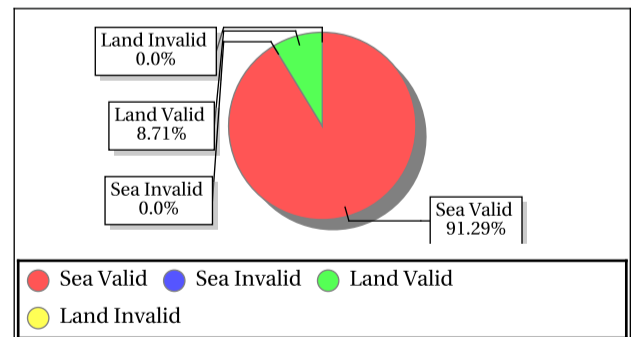 Land Invalid
0.0%
Land Valid
8.71%
Sea Invalid
0.0%
Sea Valid
91.29%
Sea Valid Sea Invalid Land Valid
Land Invalid